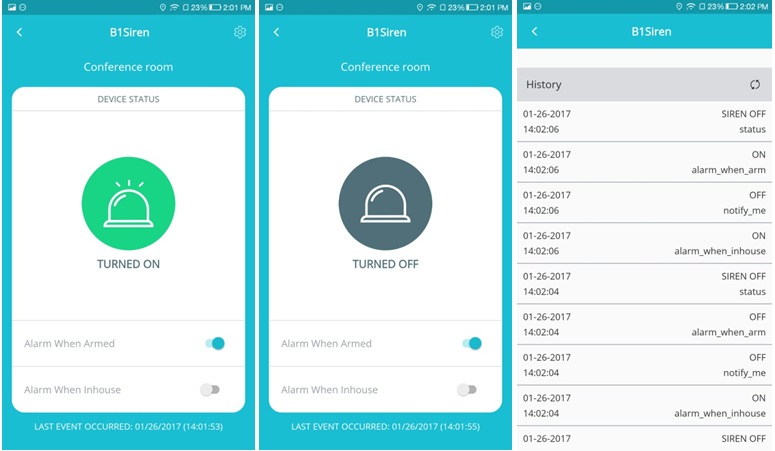 23% 2:01 PM
B1Siren
Conference room
DEVICE STATUS
TURNED ON
Alarm When Armed
Alarm When Inhouse
LAST EVENT OCCURRED: 01/26/2017 (14:01:53)
23% 2:01 PM
B1Siren
Conference room
DEVICE STATUS
TURNED OFF
Alarm When Armed
Alarm When Inhouse
LAST EVENT OCCURRED: 01/26/2017 (14:01:55)
23% 2:02 PM
B1Siren
History
01-26-2017 SIREN OFF
14:02:06 status
01-26-2017 ON
14:02:06 alarm_when_arm
01-26-2017 OFF
14:02:06 notify_me
01-26-2017 ON
14:02:06 alarm_when_inhouse
01-26-2017 SIREN OFF
14:02:04 status
01-26-2017 OFF
14:02:04 alarm_when_arm
01-26-2017 OFF
14:02:04 notify_me
01-26-2017 ON
14:02:04 alarm_when_inhouse
01-26-2017 SIREN OFF